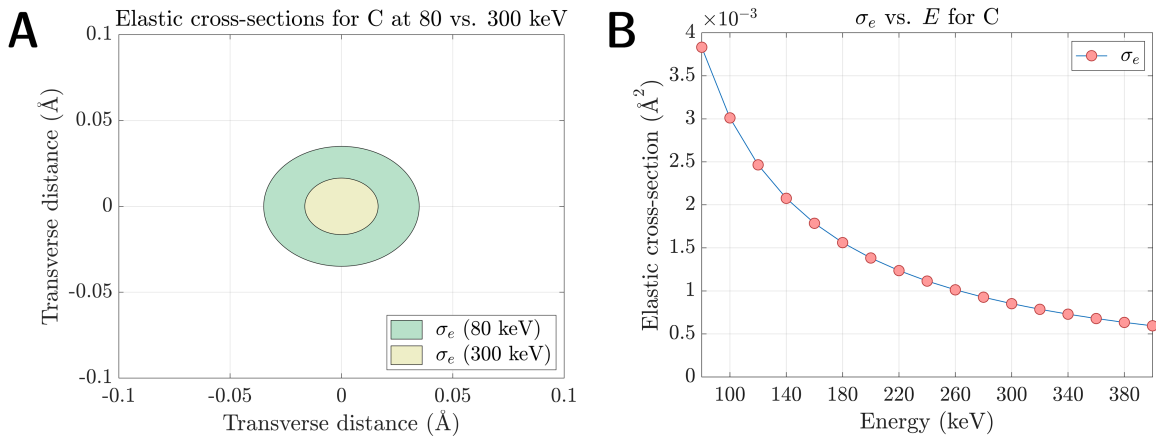 A
Elastic cross-sections for C at 80 vs. 300 keV
0.1
0.05
0
-0.05
-0.1
Transverse distance (Å)
-0.1 -0.05 0 0.05 0.1
Transverse distance (Å)
σₑ (80 keV)
σₑ (300 keV)
B
σₑ vs. E for C
×10⁻³
4
3.5
3
2.5
2
1.5
1
0.5
0
Elastic cross-section (Å²)
100 140 180 220 260 300 340 380
Energy (keV)
σₑ